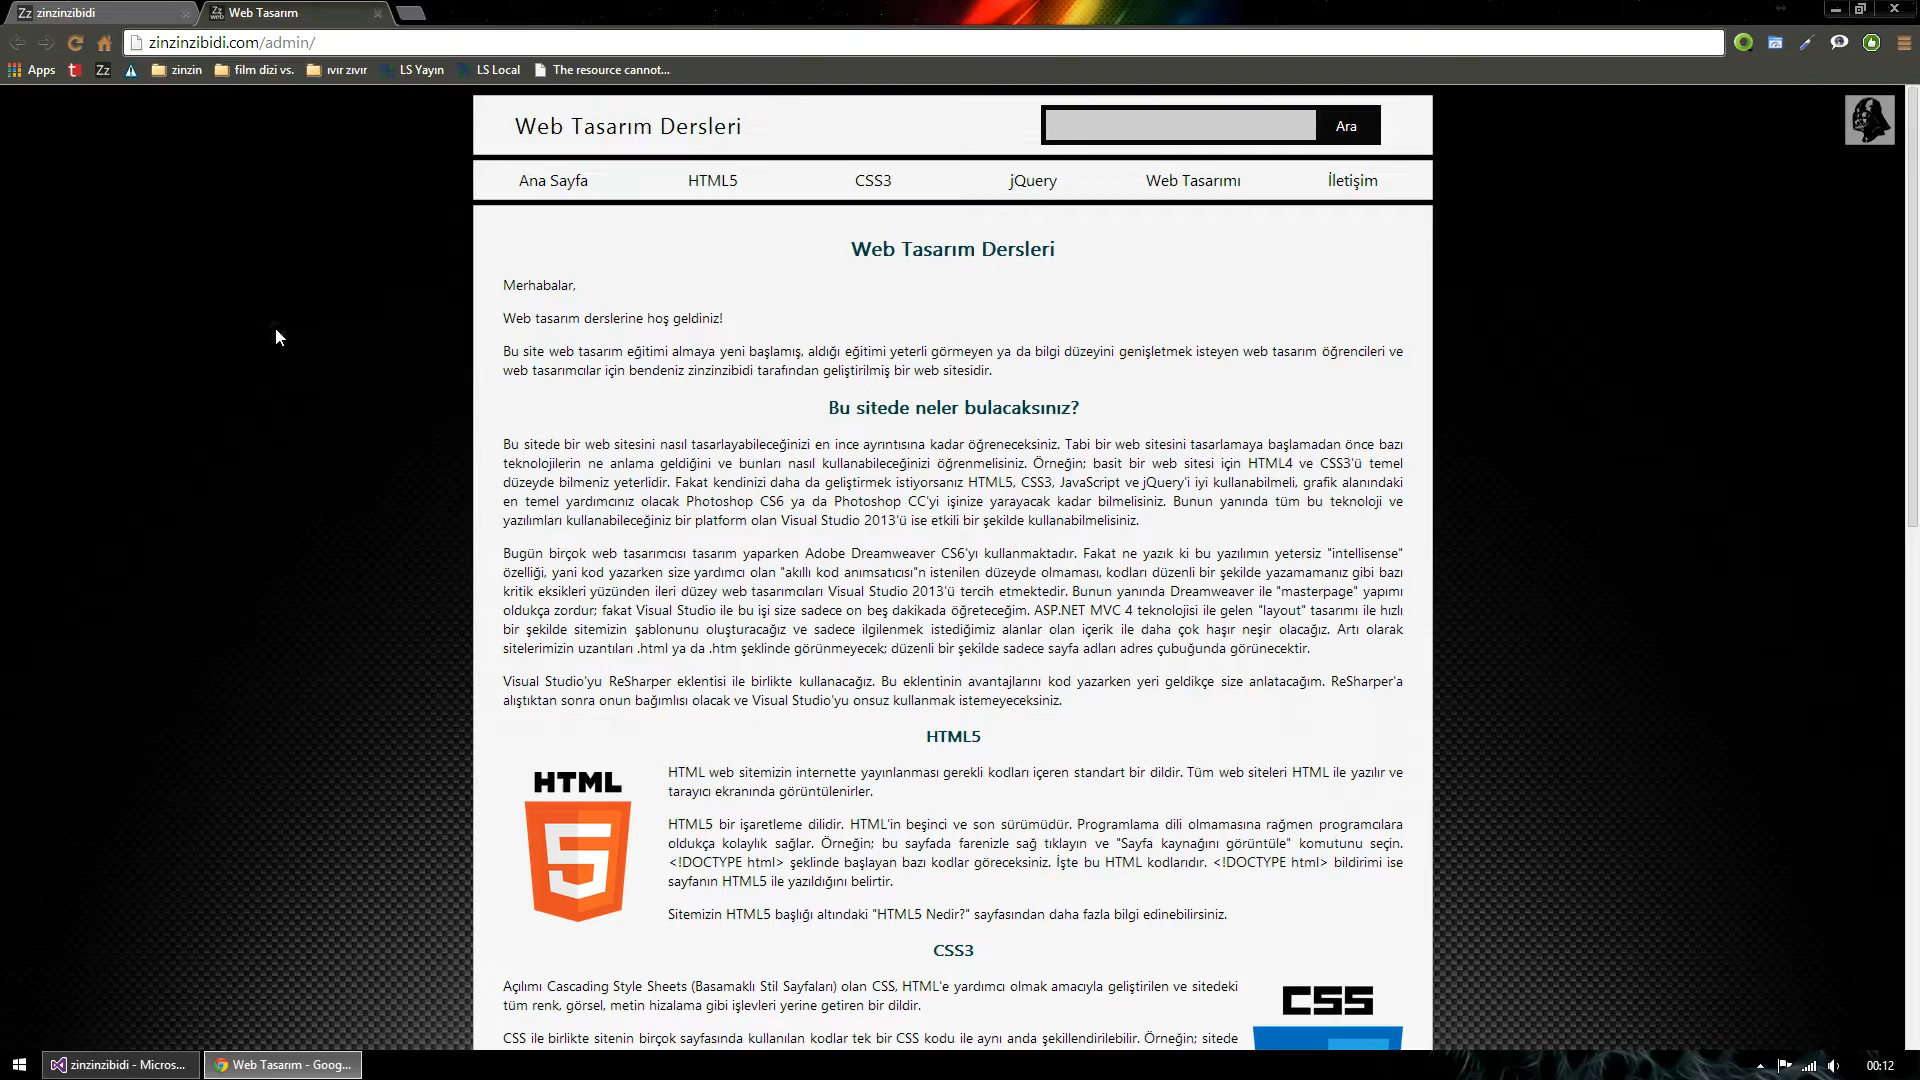 zinzinzibidi
Web Tasarım
zinzinzibidi.com/admin/
Apps
t
Zz
zinzin
film dizi vs.
ıvır zıvır
LS Yayın
LS Local
The resource cannot...
Web Tasarım Dersleri
Ara
Ana Sayfa
HTML5
CSS3
jQuery
Web Tasarımı
İletişim
Web Tasarım Dersleri
Merhabalar,
Web tasarım derslerine hoş geldiniz!
Bu site web tasarım eğitimi almaya yeni başlamış, aldığı eğitimi yeterli görmeyen ya da bilgi düzeyini genişletmek isteyen web tasarım öğrencileri ve
web tasarımcılar için bendeniz zinzinzibidi tarafından geliştirilmiş bir web sitesidir.
Bu sitede neler bulacaksınız?
Bu sitede bir web sitesini nasıl tasarlayabileceğinizi en ince ayrıntısına kadar öğreneceksiniz. Tabi bir web sitesini tasarlamaya başlamadan önce bazı
teknolojilerin ne anlama geldiğini ve bunları nasıl kullanabileceğinizi öğrenmelisiniz. Örneğin; basit bir web sitesi için HTML4 ve CSS3'ü temel
düzeyde bilmeniz yeterlidir. Fakat kendinizi daha da geliştirmek istiyorsanız HTML5, CSS3, JavaScript ve jQuery'i iyi kullanabilmeli, grafik alanındaki
en temel yardımcınız olacak Photoshop CS6 ya da Photoshop CC'yi işinize yarayacak kadar bilmelisiniz. Bunun yanında tüm bu teknoloji ve
yazılımları kullanabileceğiniz bir platform olan Visual Studio 2013'ü ise etkili bir şekilde kullanabilmelisiniz.
Bugün birçok web tasarımcısı tasarım yaparken Adobe Dreamweaver CS6'yı kullanmaktadır. Fakat ne yazık ki bu yazılımın yetersiz "intellisense"
özelliği, yani kod yazarken size yardımcı olan "akıllı kod anımsatıcısı"n istenilen düzeyde olmaması, kodları düzenli bir şekilde yazamamanız gibi bazı
kritik eksikleri yüzünden ileri düzey web tasarımcıları Visual Studio 2013'ü tercih etmektedir. Bunun yanında Dreamweaver ile "masterpage" yapımı
oldukça zordur; fakat Visual Studio ile bu işi size sadece on beş dakikada öğreteceğim. ASP.NET MVC 4 teknolojisi ile gelen "layout" tasarımı ile hızlı
bir şekilde sitemizin şablonunu oluşturacağız ve sadece ilgilenmek istediğimiz alanlar olan içerik ile daha çok haşır neşir olacağız. Artı olarak
sitelerimizin uzantıları .html ya da .htm şeklinde görünmeyecek; düzenli bir şekilde sadece sayfa adları adres çubuğunda görünecektir.
Visual Studio'yu ReSharper eklentisi ile birlikte kullanacağız. Bu eklentinin avantajlarını kod yazarken yeri geldikçe size anlatacağım. ReSharper'a
alıştıktan sonra onun bağımlısı olacak ve Visual Studio'yu onsuz kullanmak istemeyeceksiniz.
HTML5
HTML
5
HTML web sitemizin internette yayınlanması gerekli kodları içeren standart bir dildir. Tüm web siteleri HTML ile yazılır ve
tarayıcı ekranında görüntülenirler.
HTML5 bir işaretleme dilidir. HTML'in beşinci ve son sürümüdür. Programlama dili olmamasına rağmen programcılara
oldukça kolaylık sağlar. Örneğin; bu sayfada farenizle sağ tıklayın ve "Sayfa kaynağını görüntüle" komutunu seçin.
<!DOCTYPE html> şeklinde başlayan bazı kodlar göreceksiniz. İşte bu HTML kodlarıdır. <!DOCTYPE html> bildirimi ise
sayfanın HTML5 ile yazıldığını belirtir.
Sitemizin HTML5 başlığı altındaki "HTML5 Nedir?" sayfasından daha fazla bilgi edinebilirsiniz.
CSS3
Açılımı Cascading Style Sheets (Basamaklı Stil Sayfaları) olan CSS, HTML'e yardımcı olmak amacıyla geliştirilen ve sitedeki
tüm renk, görsel, metin hizalama gibi işlevleri yerine getiren bir dildir.
CSS
CSS ile birlikte sitenin birçok sayfasında kullanılan kodlar tek bir CSS kodu ile aynı anda şekillendirilebilir. Örneğin; sitede
zinzinzibidi - Micros...
Web Tasarım - Goog...
00:12